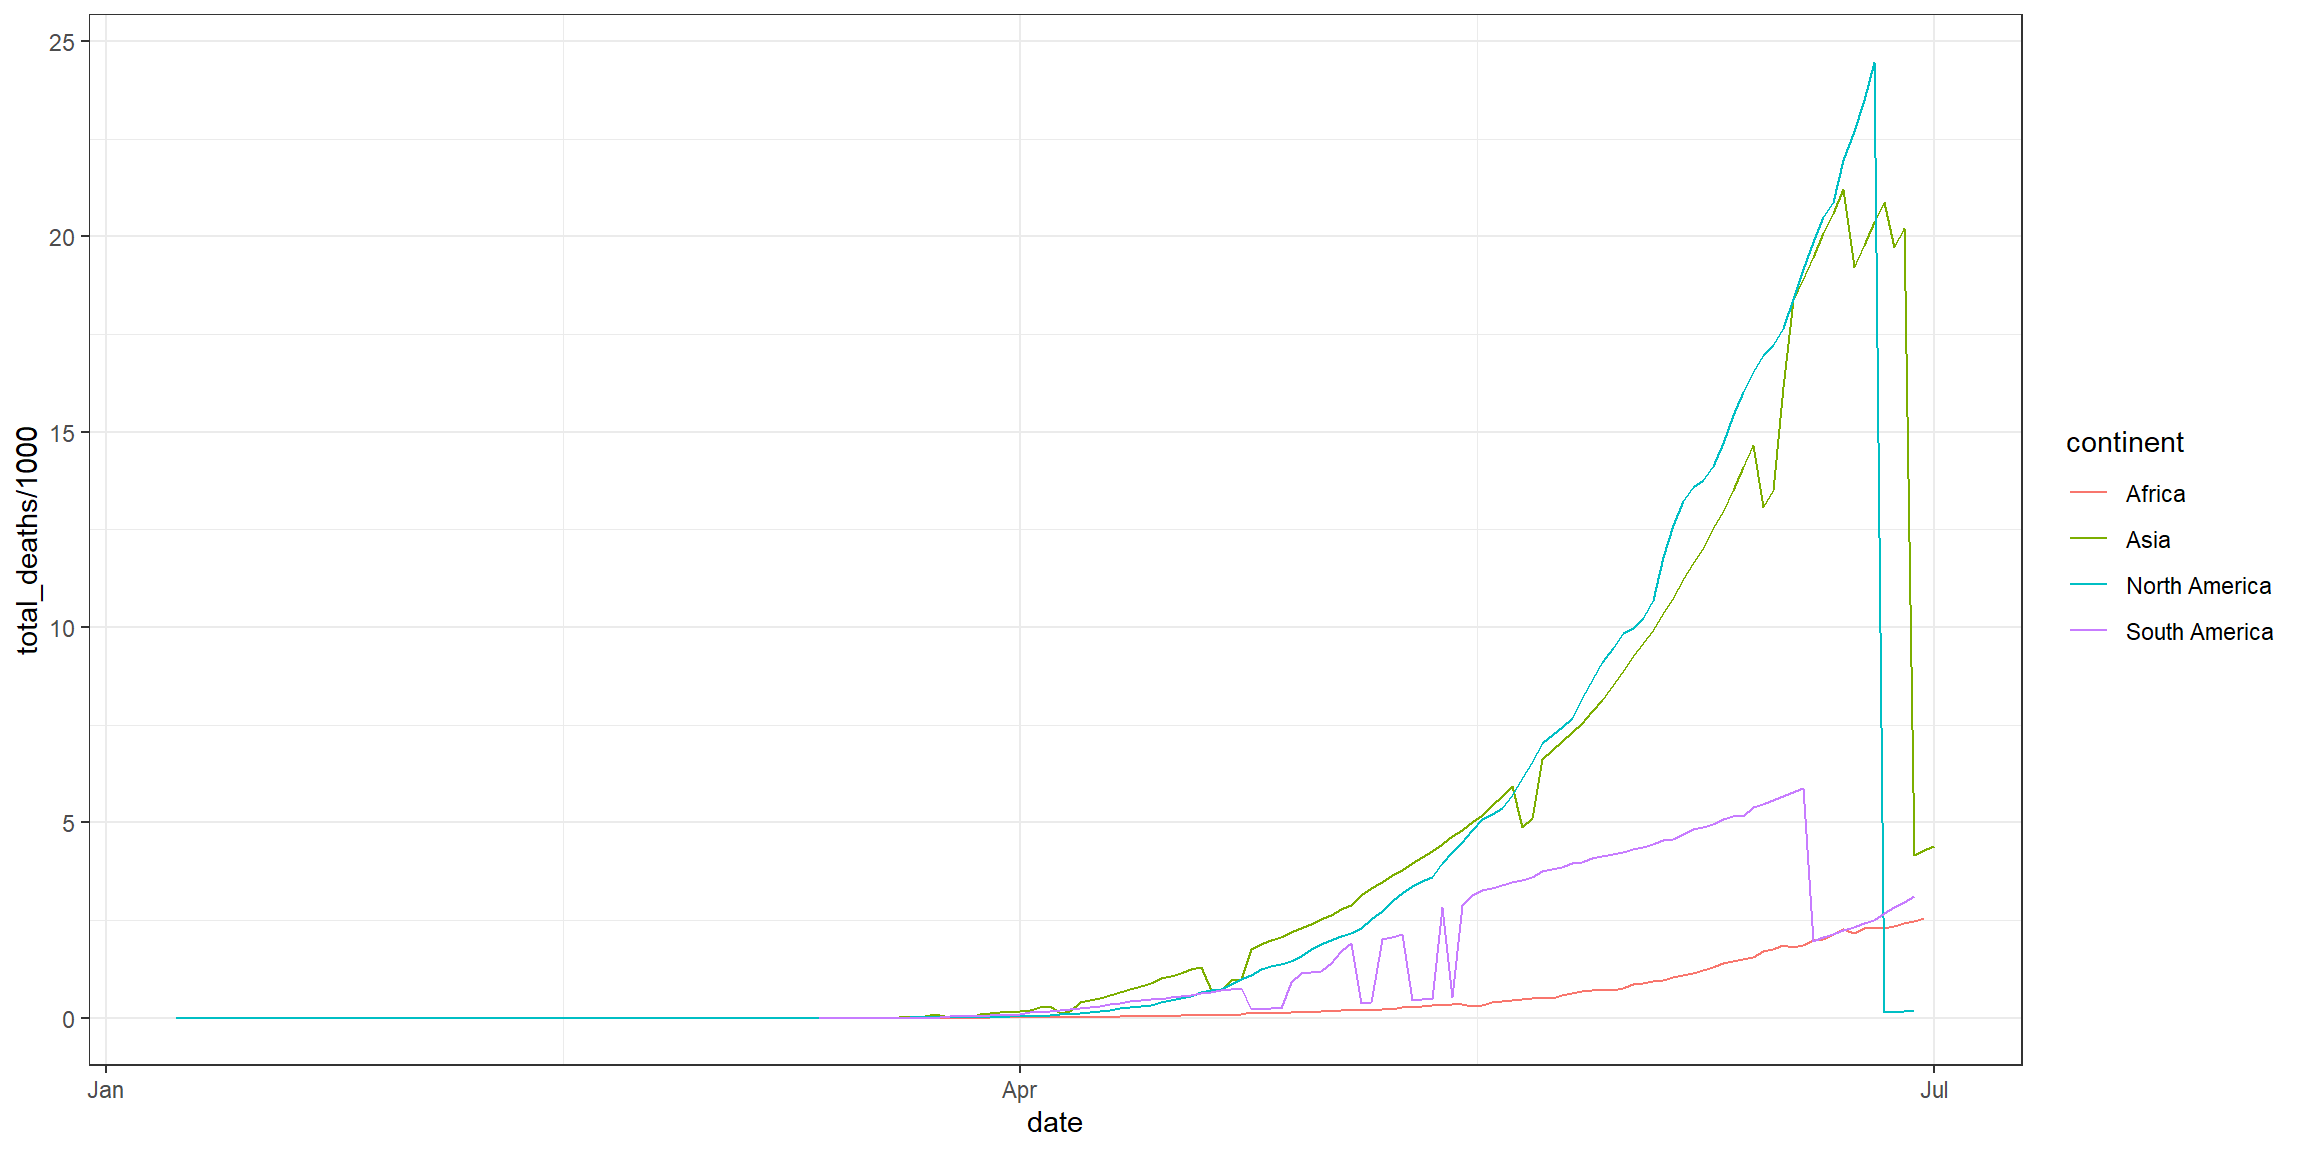 total_deaths/1000
25
20
15
10
5
0
Jan Apr Jul
date
continent
Africa
Asia
North America
South America